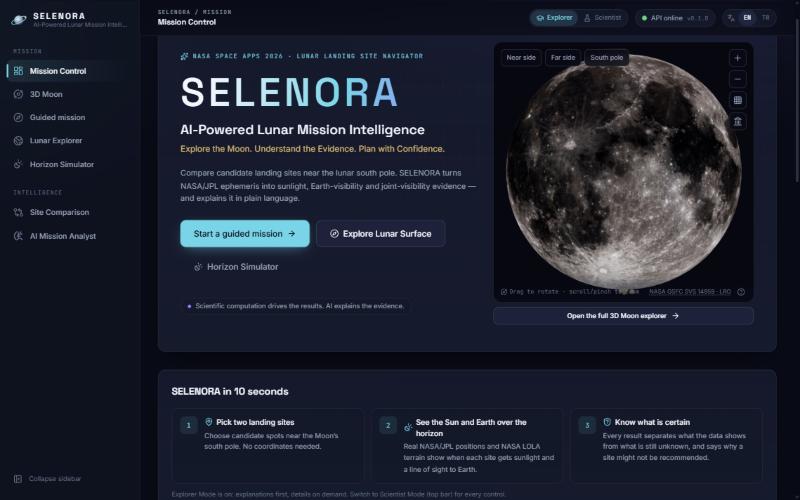 SELENORA
AI-Powered Lunar Mission Intelli...
MISSION
Mission Control
3D Moon
Guided mission
Lunar Explorer
Horizon Simulator
INTELLIGENCE
Site Comparison
AI Mission Analyst
Collapse sidebar
SELENORA / MISSION
Mission Control
Explorer
Scientist
API online v0.1.0
EN
TR
NASA SPACE APPS 2026 · LUNAR LANDING SITE NAVIGATOR
SELENORA
AI-Powered Lunar Mission Intelligence
Explore the Moon. Understand the Evidence. Plan with Confidence.
Compare candidate landing sites near the lunar south pole. SELENORA turns
NASA/JPL ephemeris into sunlight, Earth-visibility and joint-visibility evidence —
and explains it in plain language.
Start a guided mission →
Explore Lunar Surface
Horizon Simulator
Scientific computation drives the results. AI explains the evidence.
Near side
Far side
South pole
Drag to rotate · scroll/pinch
NASA GSFC SVS 14959 · LRO
Open the full 3D Moon explorer →
SELENORA in 10 seconds
1
Pick two landing sites
Choose candidate spots near the Moon's
south pole. No coordinates needed.
2
See the Sun and Earth over the
horizon
Real NASA/JPL positions and NASA LOLA
terrain show when each site gets sunlight and
a line of sight to Earth.
3
Know what is certain
Every result separates what the data shows
from what is still unknown, and says why a
site might not be recommended.
Explorer Mode is on: explanations first, details on demand. Switch to Scientist Mode (top bar) for every control.